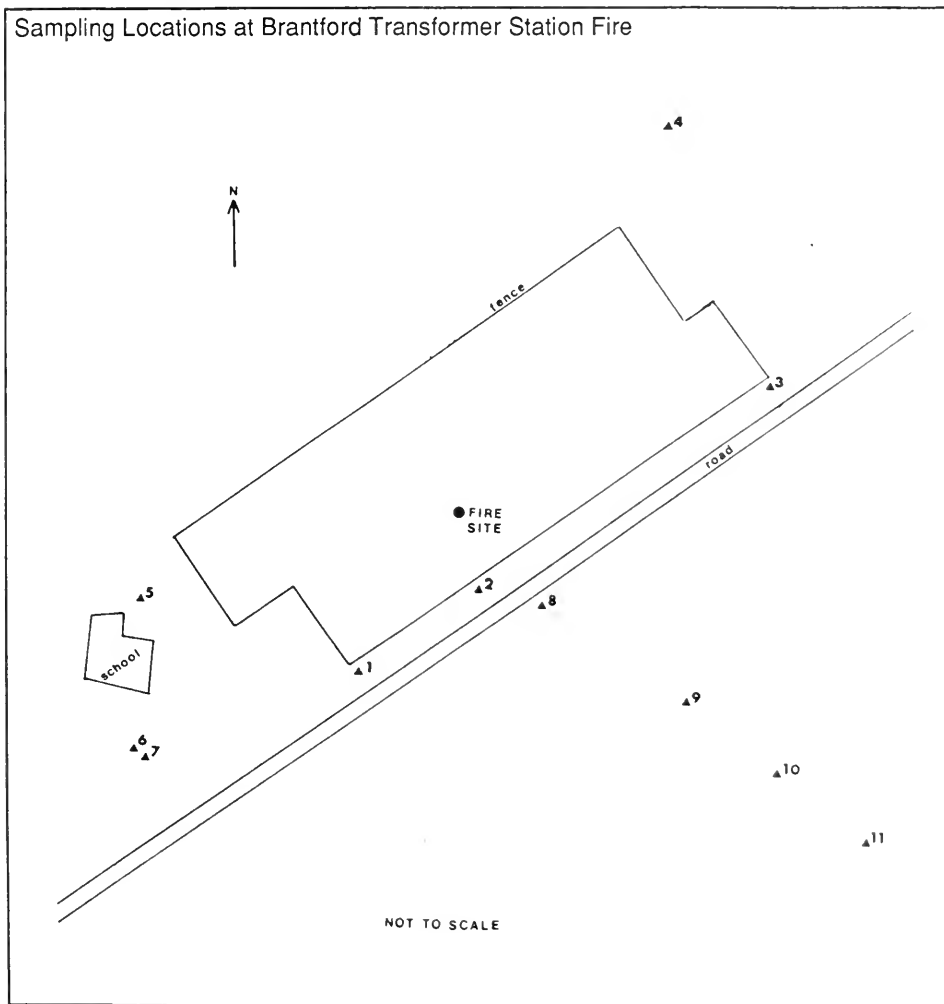 Sampling Locations at Brantford Transformer Station Fire
4
N
fence
3
road
FIRE
SITE
2
5
8
school
1
9
6
7
10
11
NOT TO SCALE